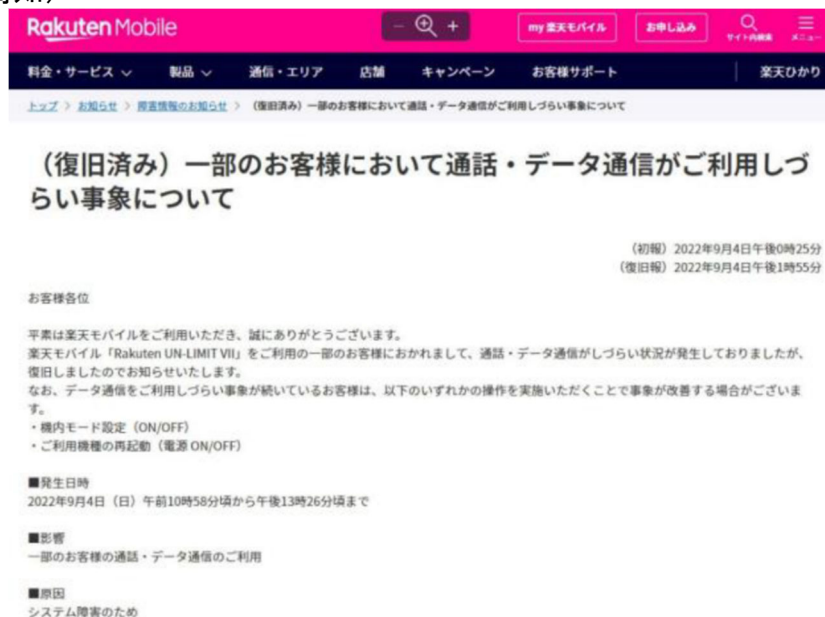 Rakuten Mobile
my 楽天モバイル
お申し込み
サイト内検索
メニュー
料金・サービス
製品
通信・エリア
店舗
キャンペーン
お客様サポート
楽天ひかり
トップ > お知らせ > 障害情報のお知らせ > （復旧済み）一部のお客様において通話・データ通信がご利用しづらい事象について
（復旧済み）一部のお客様において通話・データ通信がご利用しづ
らい事象について
（初報）2022年9月4日午後0時25分
（復旧報）2022年9月4日午後1時55分
お客様各位
平素は楽天モバイルをご利用いただき、誠にありがとうございます。
楽天モバイル「Rakuten UN-LIMIT VII」をご利用の一部のお客様におかれまして、通話・データ通信がしづらい状況が発生しておりましたが、
復旧しましたのでお知らせいたします。
なお、データ通信をご利用しづらい事象が続いているお客様は、以下のいずれかの操作を実施いただくことで事象が改善する場合がございま
す。
・機内モード設定（ON/OFF）
・ご利用機種の再起動（電源 ON/OFF）
■発生日時
2022年9月4日（日）午前10時58分頃から午後13時26分頃まで
■影響
一部のお客様の通話・データ通信のご利用
■原因
システム障害のため